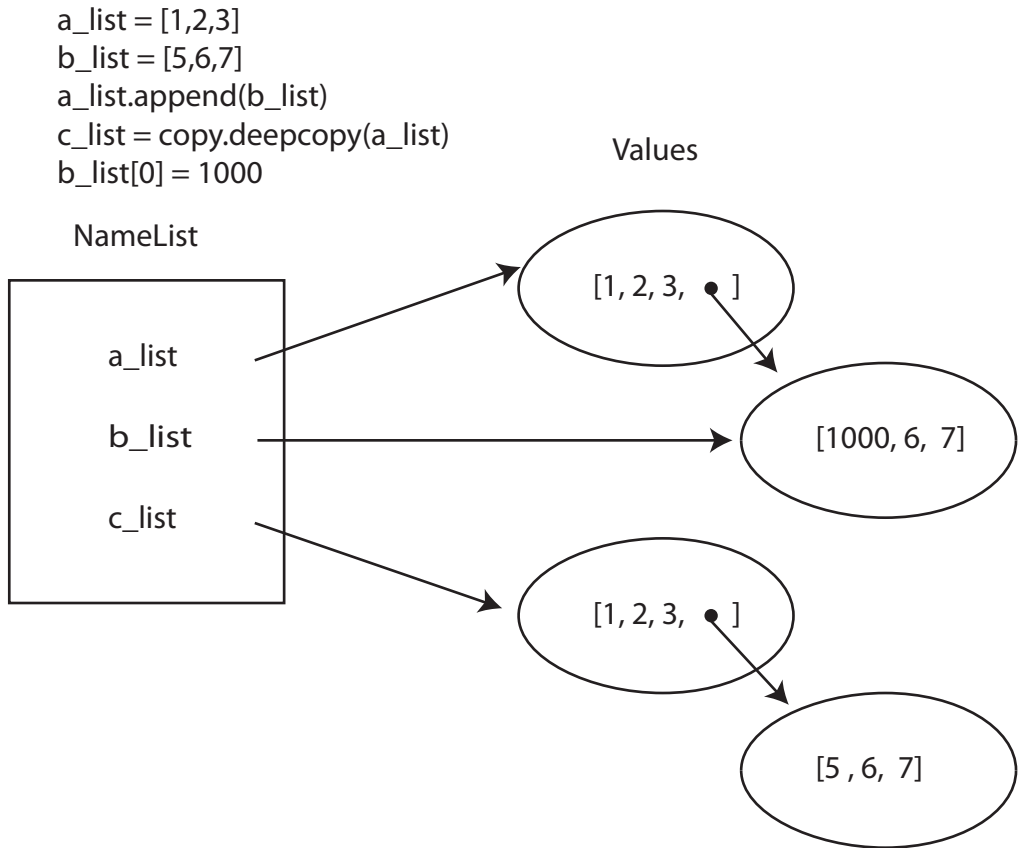 a_list = [1,2,3]
b_list = [5,6,7]
a_list.append(b_list)
c_list = copy.deepcopy(a_list)
b_list[0] = 1000
Values
NameList
[1, 2, 3, • ]
a_list
b_list
[1000, 6, 7]
c_list
[1, 2, 3, • ]
[5 , 6, 7]